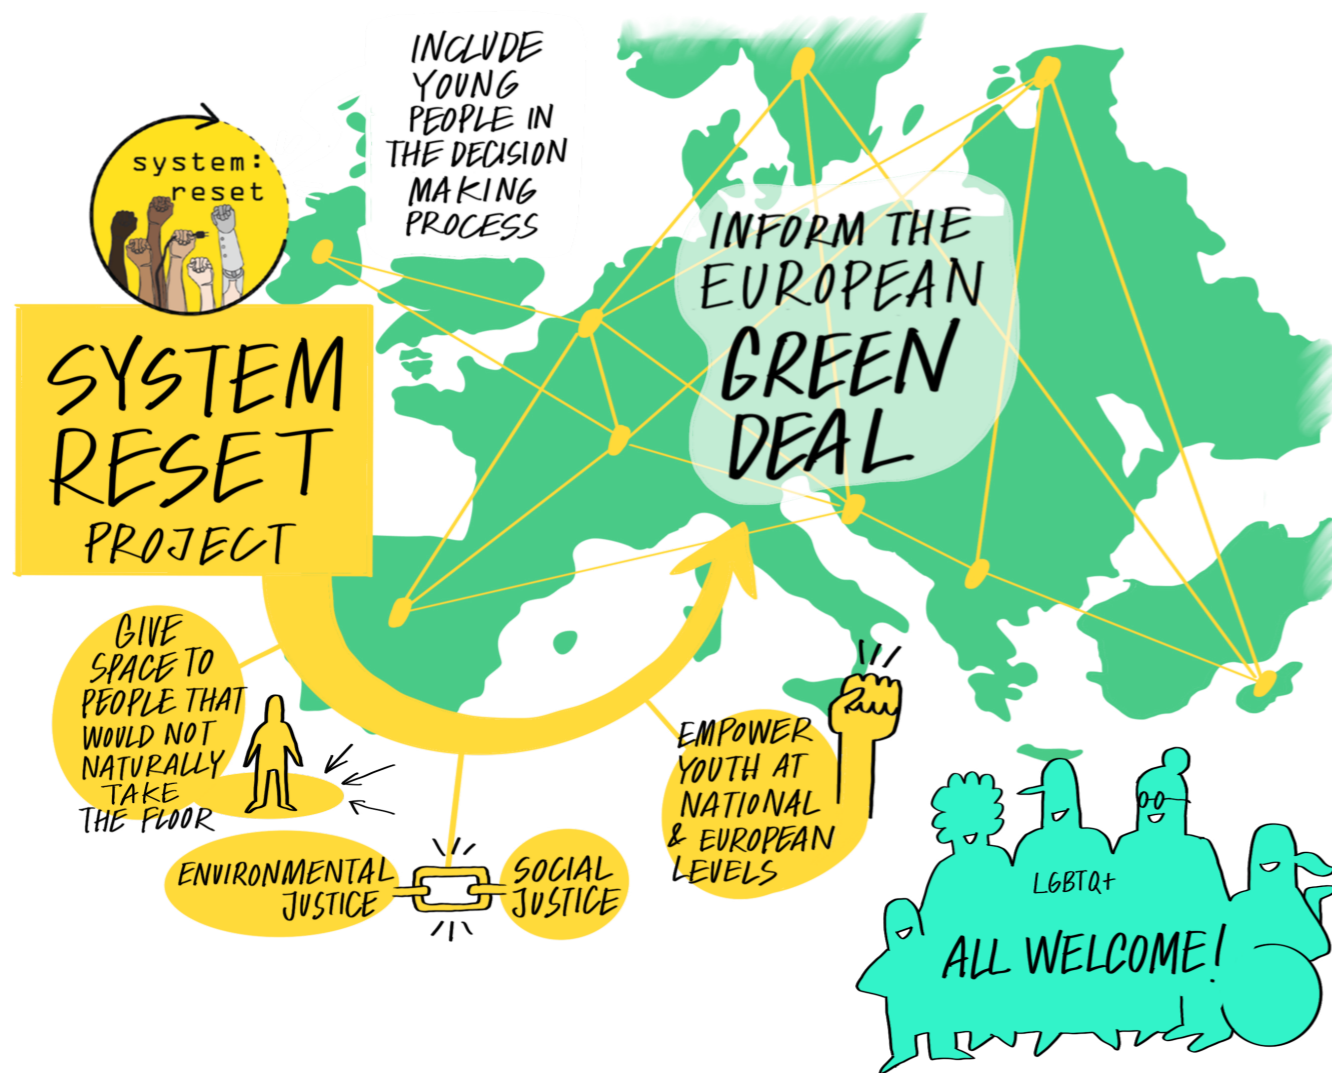 INCLUDE
YOUNG
PEOPLE IN
THE DECISION
MAKING
PROCESS
system:
reset
SYSTEM
RESET
PROJECT
INFORM THE
EUROPEAN
GREEN
DEAL
GIVE
SPACE TO
PEOPLE THAT
WOULD NOT
NATURALLY
TAKE
THE FLOOR
ENVIRONMENTAL
JUSTICE
SOCIAL
JUSTICE
EMPOWER
YOUTH AT
NATIONAL
& EUROPEAN
LEVELS
LGBTQ+
ALL WELCOME!